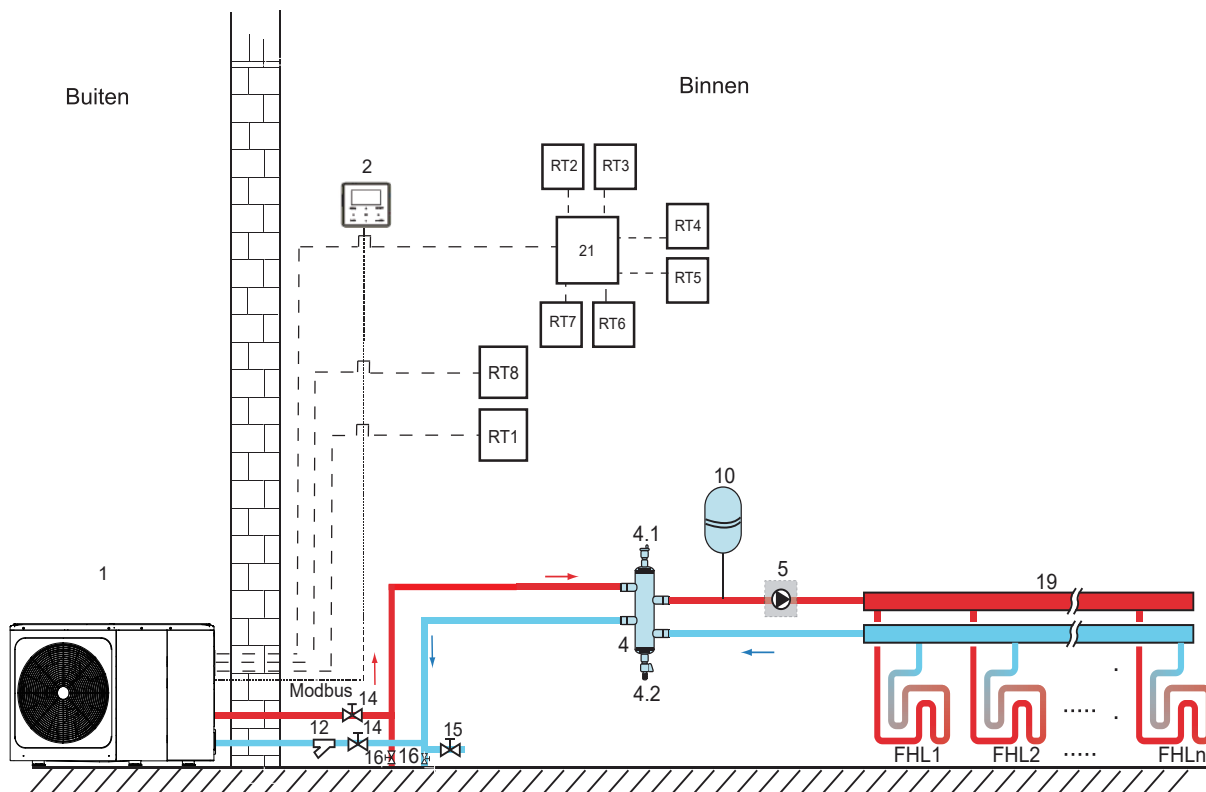 Buiten
Binnen
2
RT2
RT3
21
RT4
RT5
RT7
RT6
RT8
RT1
10
4.1
1
5
19
4
4.2
Modbus
14
12
14
15
16
16
FHL1
FHL2
.....
.....
FHLn